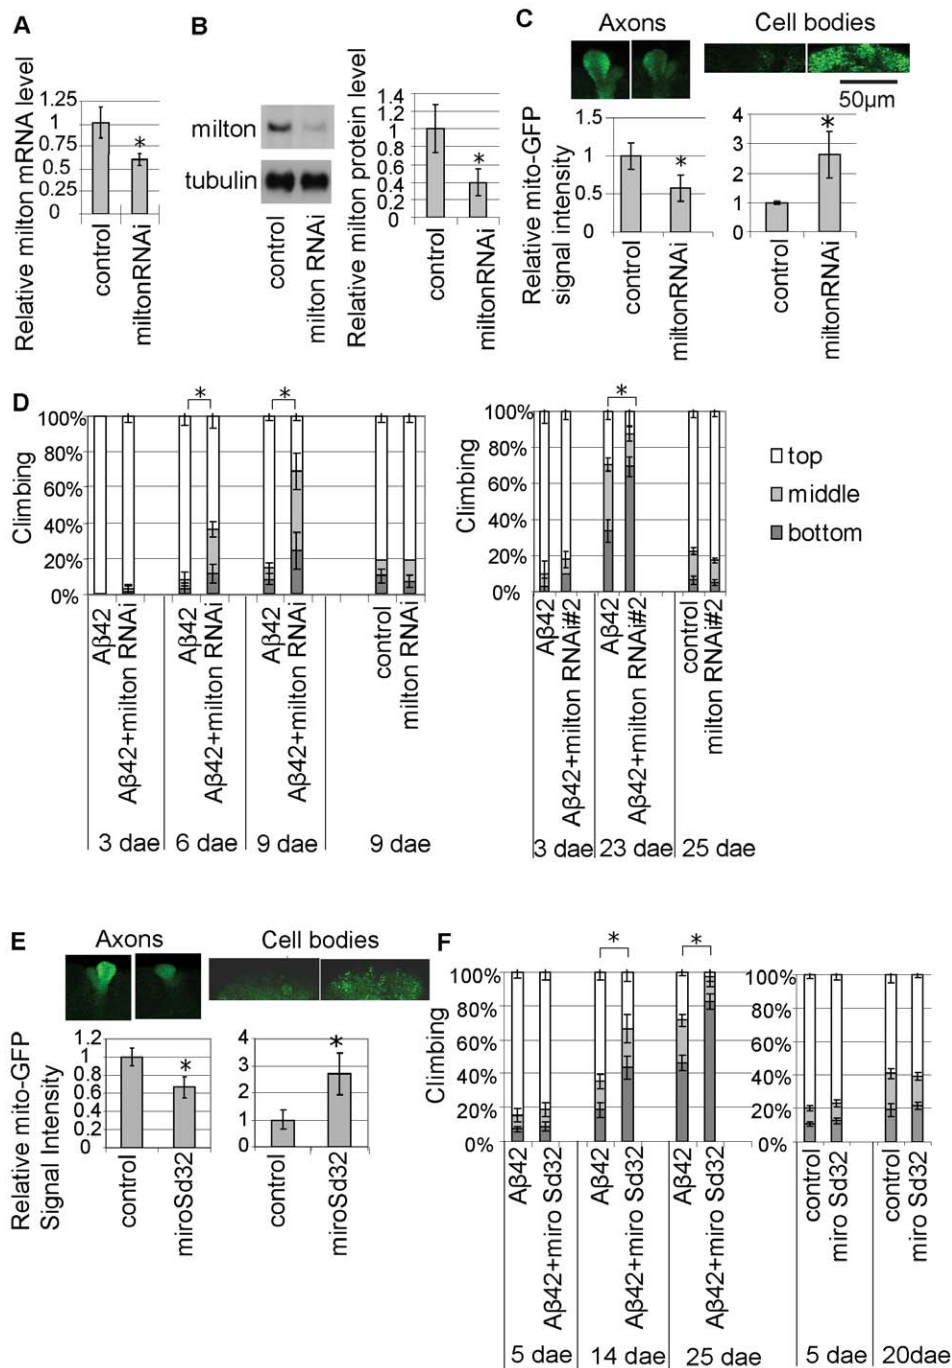 A
Relative milton mRNA level
1.25
1
0.75
0.5
0.25
0
*
control
miltonRNAi
B
milton
tubulin
control
milton RNAi
Relative milton protein level
1.4
1.2
1
0.8
0.6
0.4
0.2
0
*
control
miltonRNAi
C
Axons
Cell bodies
50µm
Relative mito-GFP
signal intensity
1.5
1
0.5
0
*
control
miltonRNAi
4
3
2
1
0
*
control
miltonRNAi
D
Climbing
100%
80%
60%
40%
20%
0%
* *
Aβ42
Aβ42+milton RNAi
Aβ42
Aβ42+milton RNAi
Aβ42
Aβ42+milton RNAi
control
milton RNAi
3 dae 6 dae 9 dae 9 dae
Climbing
100%
80%
60%
40%
20%
0%
*
Aβ42
Aβ42+milton RNAi#2
Aβ42
Aβ42+milton RNAi#2
control
milton RNAi#2
3 dae 23 dae 25 dae
top
middle
bottom
E
Axons
Cell bodies
Relative mito-GFP
Signal Intensity
1.2
1
0.8
0.6
0.4
0.2
0
*
control
miroSd32
4
3
2
1
0
*
control
miroSd32
F
Climbing
100%
80%
60%
40%
20%
0%
* *
Aβ42
Aβ42+miro Sd32
Aβ42
Aβ42+miro Sd32
Aβ42
Aβ42+miro Sd32
5 dae 14 dae 25 dae
100%
80%
60%
40%
20%
0%
control
miro Sd32
control
miro Sd32
5 dae 20dae